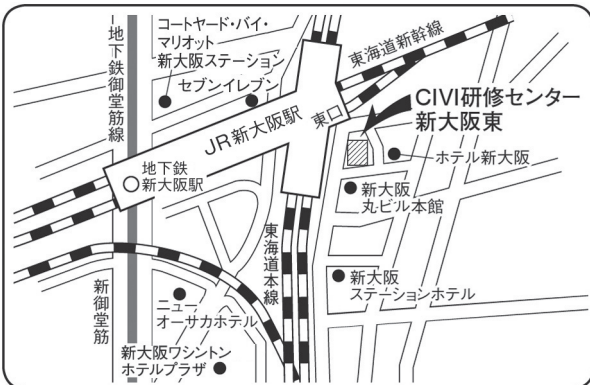 コートヤード・バイ・
マリオット
新大阪ステーション
セブンイレブン
地下鉄御堂筋線
東海道新幹線
JR新大阪駅
東口
CIVI研修センター
新大阪東
ホテル新大阪
地下鉄
新大阪駅
新大阪
丸ビル本館
東海道本線
新大阪
ステーションホテル
新御堂筋
ニュー
オーサカホテル
新大阪ワシントン
ホテルプラザ